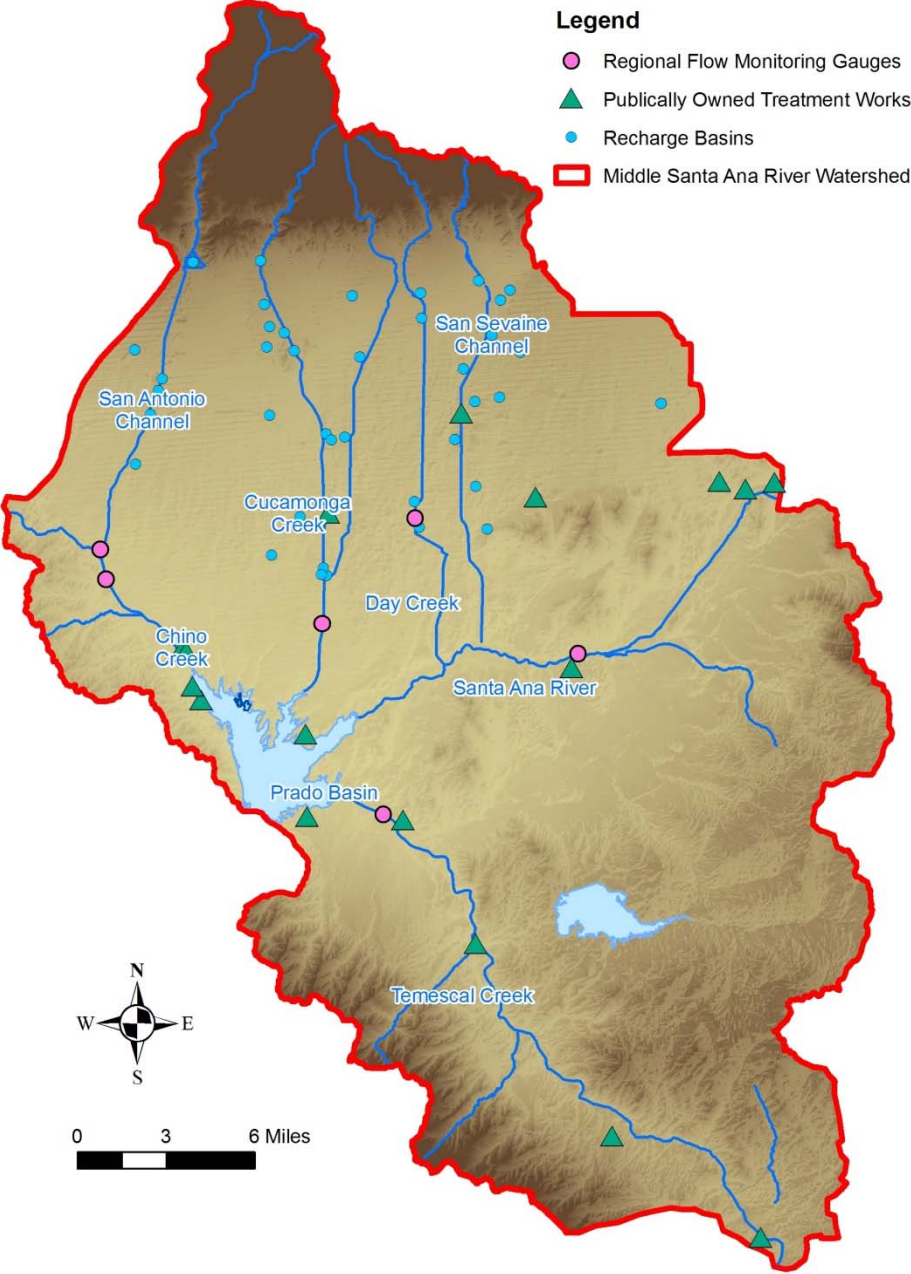 Legend
Regional Flow Monitoring Gauges
Publically Owned Treatment Works
Recharge Basins
Middle Santa Ana River Watershed
San Sevaine
Channel
San Antonio
Channel
Cucamonga
Creek
Day Creek
Chino
Creek
Santa Ana River
Prado Basin
Temescal Creek
N
W
E
S
0 3 6 Miles